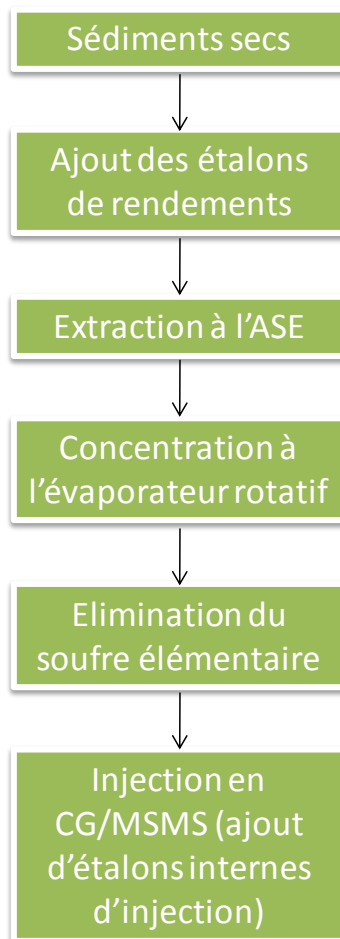 Sédiments secs
Ajout des étalons
de rendements
Extraction à l'ASE
Concentration à
l'évaporateur rotatif
Elimination du
soufre élémentaire
Injection en
CG/MSMS (ajout
d'étalons internes
d'injection)